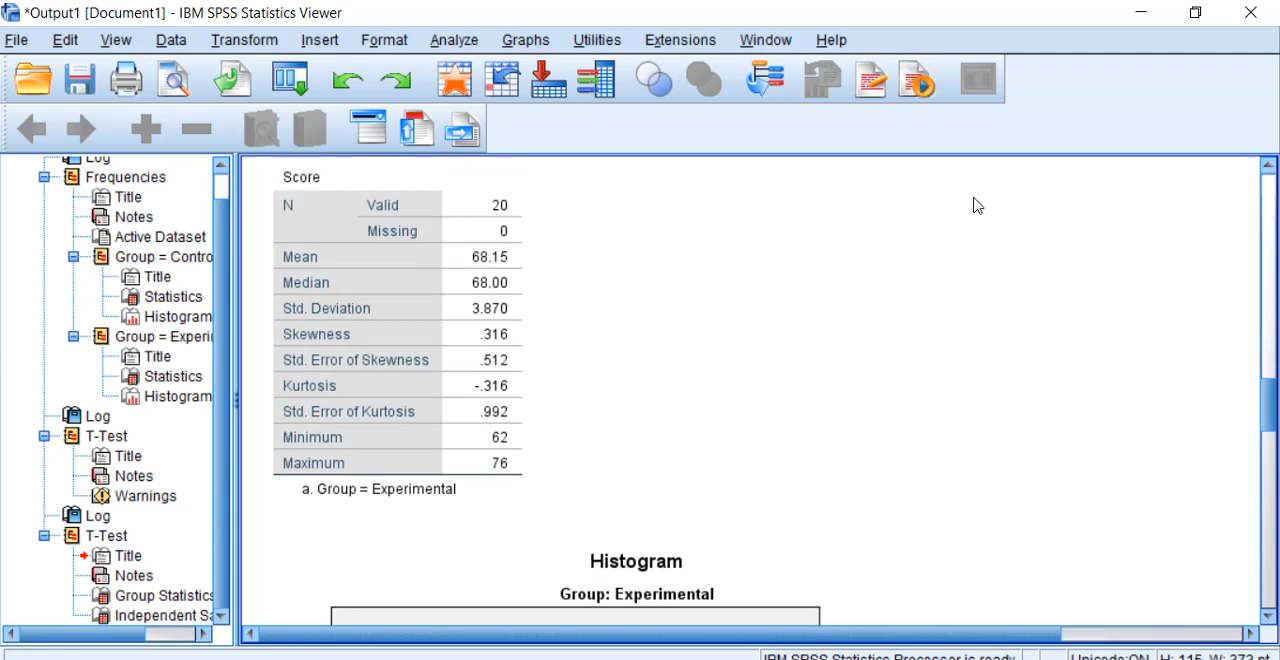 *Output1 [Document1] - IBM SPSS Statistics Viewer
File Edit View Data Transform Insert Format Analyze Graphs Utilities Extensions Window Help
Log
Frequencies
Title
Notes
Active Dataset
Group = Contro
Title
Statistics
Histogram
Group = Experi
Title
Statistics
Histogram
Log
T-Test
Title
Notes
Warnings
Log
T-Test
Title
Notes
Group Statistics
Independent Sa
Score
N Valid 20
Missing 0
Mean 68.15
Median 68.00
Std. Deviation 3.870
Skewness .316
Std. Error of Skewness .512
Kurtosis -.316
Std. Error of Kurtosis .992
Minimum 62
Maximum 76
a. Group = Experimental
Histogram
Group: Experimental
IBM SPSS Statistics Processor is ready Unicode:ON H: 115, W: 373 pt